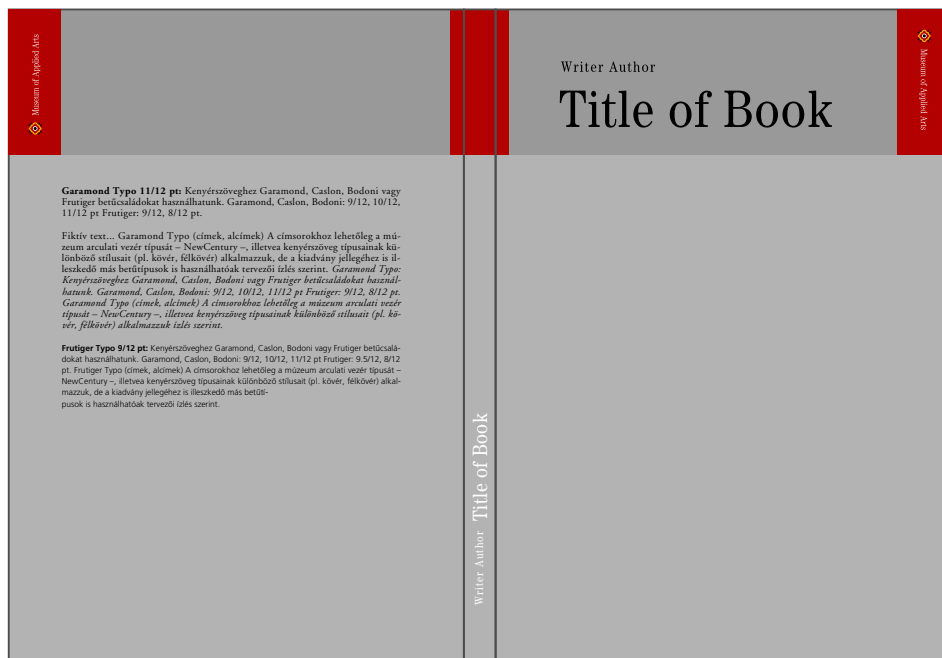 Museum of Applied Arts
Garamond Typo 11/12 pt: Kenyérszöveghez Garamond, Caslon, Bodoni vagy
Frutiger betűcsaládokat használhatunk. Garamond, Caslon, Bodoni: 9/12, 10/12,
11/12 pt Frutiger: 9/12, 8/12 pt.
Fiktív text... Garamond Typo (címek, alcímek) A címsorokhoz lehetőleg a mú-
zeum arculati vezér típusát – NewCentury –, illetvea kenyérszöveg típusainak kü-
lönböző stílusait (pl. kövér, félkövér) alkalmazzuk, de a kiadvány jellegéhez is il-
leszkedő más betűtípusok is használhatóak tervezői ízlés szerint. Garamond Typo:
Kenyérszöveghez Garamond, Caslon, Bodoni vagy Frutiger betűcsaládokat használ-
hatunk. Garamond, Caslon, Bodoni: 9/12, 10/12, 11/12 pt Frutiger: 9/12, 8/12 pt.
Garamond Typo (címek, alcímek) A címsorokhoz lehetőleg a múzeum arculati vezér
típusát – NewCentury –, illetvea kenyérszöveg típusainak különböző stílusait (pl. kö-
vér, félkövér) alkalmazzuk ízlés szerint.
Frutiger Typo 9/12 pt: Kenyérszöveghez Garamond, Caslon, Bodoni vagy Frutiger betűcsalá-
dokat használhatunk. Garamond, Caslon, Bodoni: 9/12, 10/12, 11/12 pt Frutiger: 9.5/12, 8/12
pt. Frutiger Typo (címek, alcímek) A címsorokhoz lehetőleg a múzeum arculati vezér típusát –
NewCentury –, illetvea kenyérszöveg típusainak különböző stílusait (pl. kövér, félkövér) alkal-
mazzuk, de a kiadvány jellegéhez is illeszkedő más betűtí-
pusok is használhatóak tervezői ízlés szerint.
Writer Author Title of Book
Writer Author
Title of Book
Museum of Applied Arts